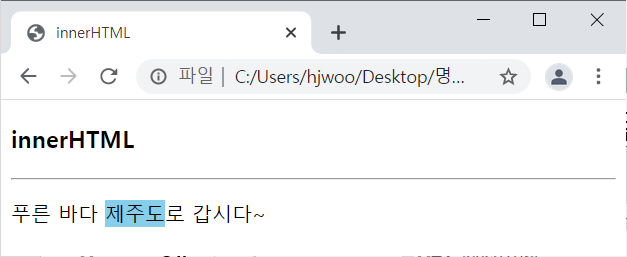 innerHTML
파일 | C:/Users/hjwoo/Desktop/명...
innerHTML
푸른 바다 제주도로 갑시다~